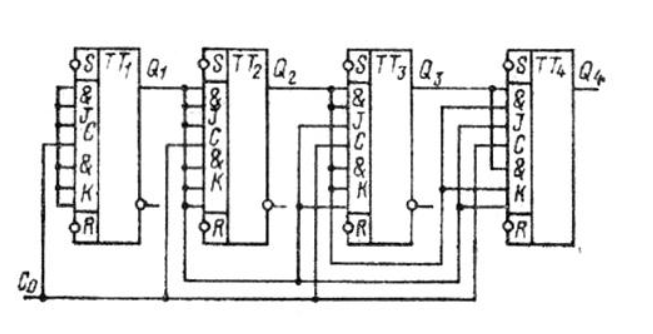 S TT1 Q1 S TT2 Q2 S TT3 Q3 S TT4 Q4
& & & &
J J J J
C C C C
& & & &
K K K K
R R R R
C0